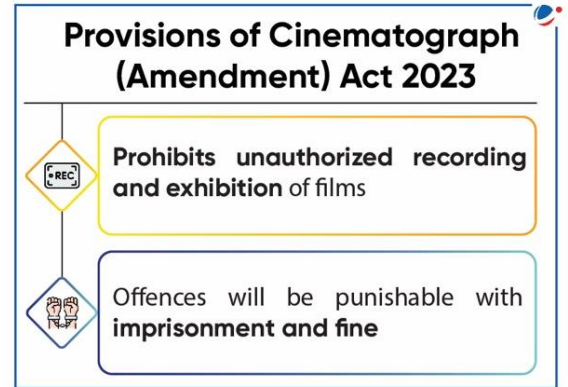 Provisions of Cinematograph
(Amendment) Act 2023
REC
Prohibits unauthorized recording
and exhibition of films
Offences will be punishable with
imprisonment and fine